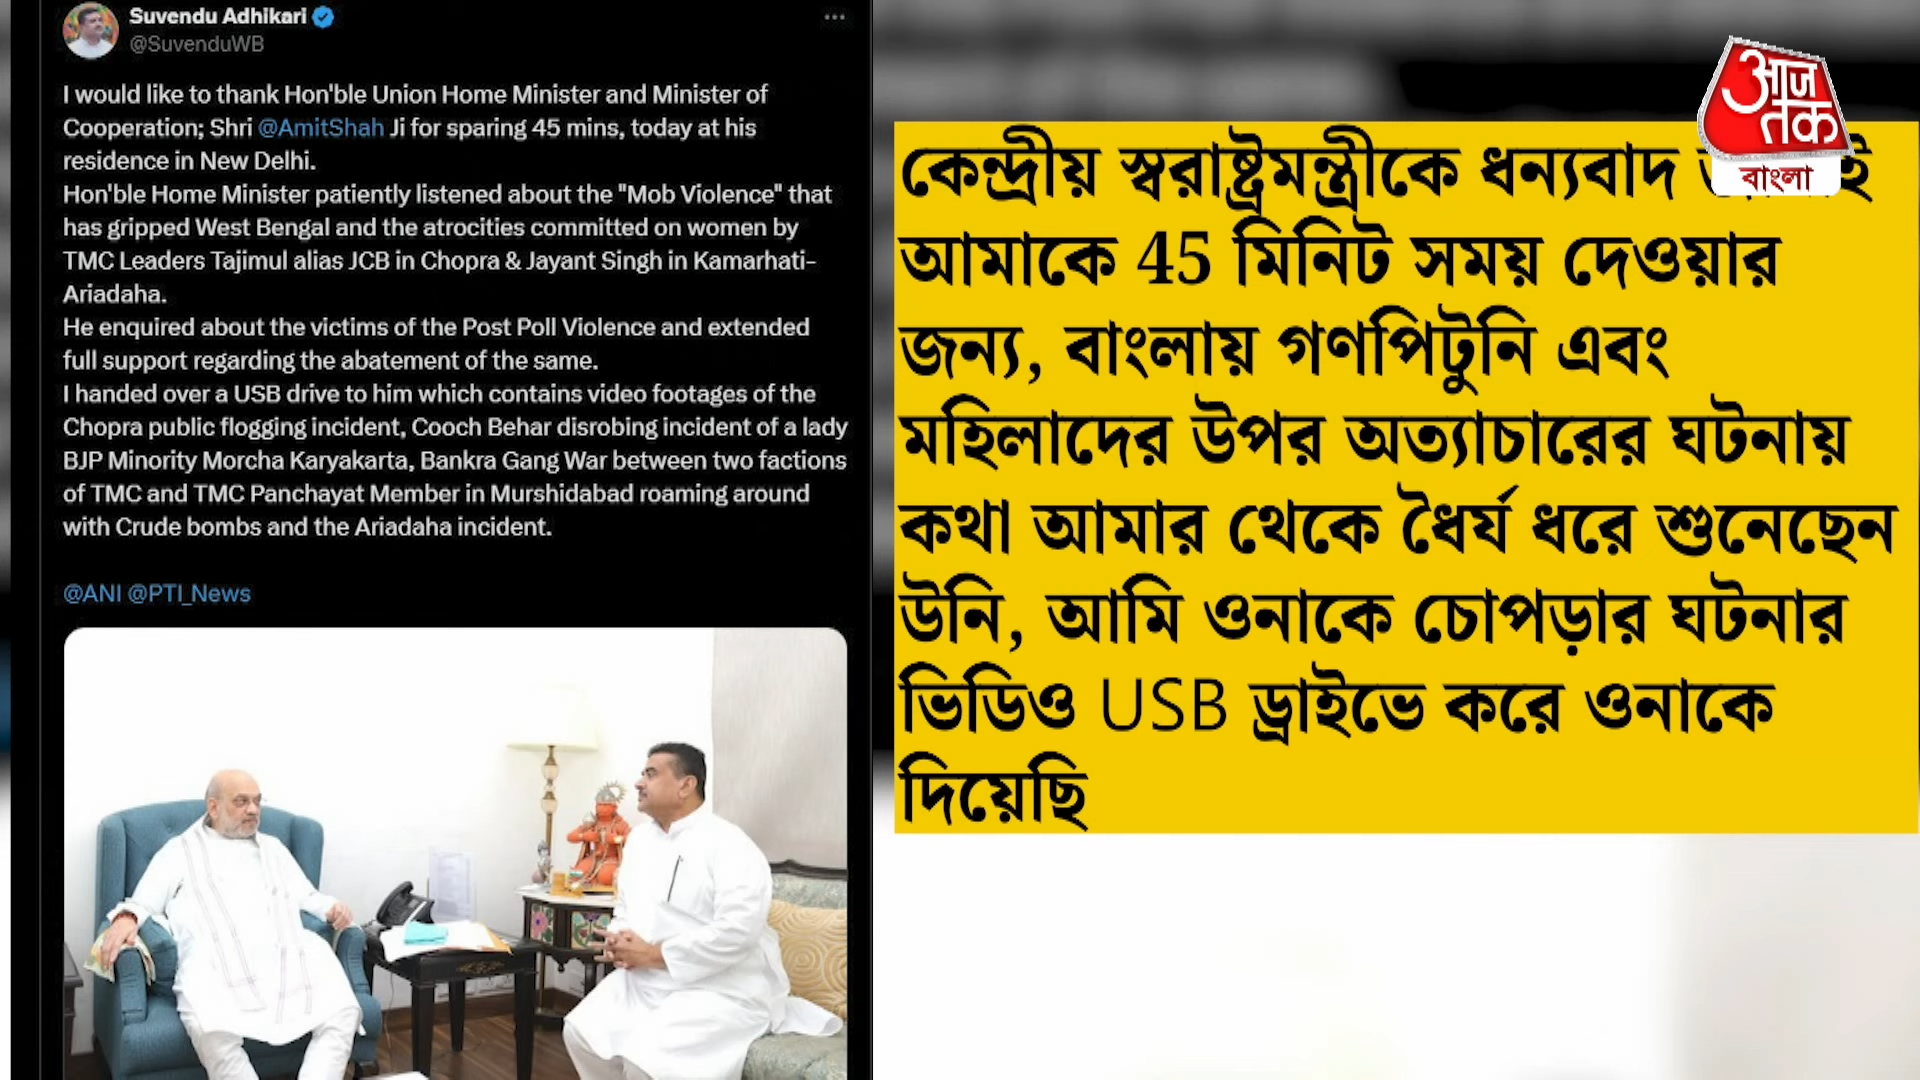 Suvendu Adhikari
@SuvenduWB
I would like to thank Hon'ble Union Home Minister and Minister of
Cooperation; Shri @AmitShah Ji for sparing 45 mins, today at his
residence in New Delhi.
Hon'ble Home Minister patiently listened about the "Mob Violence" that
has gripped West Bengal and the atrocities committed on women by
TMC Leaders Tajimul alias JCB in Chopra & Jayant Singh in Kamarhati-
Ariadaha.
He enquired about the victims of the Post Poll Violence and extended
full support regarding the abatement of the same.
I handed over a USB drive to him which contains video footages of the
Chopra public flogging incident, Cooch Behar disrobing incident of a lady
BJP Minority Morcha Karyakarta, Bankra Gang War between two factions
of TMC and TMC Panchayat Member in Murshidabad roaming around
with Crude bombs and the Ariadaha incident.
@ANI @PTI_News
आज
तक
বাংলা
কেন্দ্রীয় স্বরাষ্ট্রমন্ত্রীকে ধন্যবাদ
আমাকে 45 মিনিট সময় দেওয়ার
জন্য, বাংলায় গণপিটুনি এবং
মহিলাদের উপর অত্যাচারের ঘটনায়
কথা আমার থেকে ধৈর্য ধরে শুনেছেন
উনি, আমি ওনাকে চোপড়ার ঘটনার
ভিডিও USB ড্রাইভে করে ওনাকে
দিয়েছি